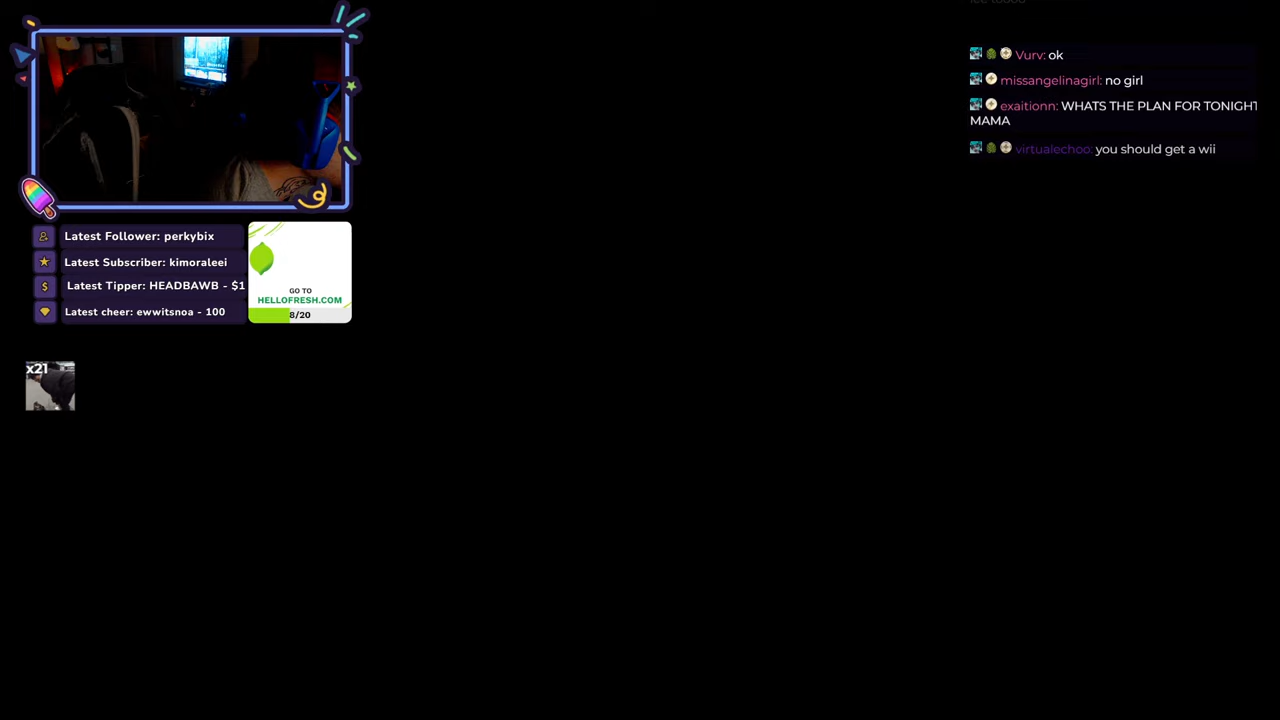 Vurv: ok
missangelinagirl: no girl
exaitionn: WHATS THE PLAN FOR TONIGHT
MAMA
virtualechoo: you should get a wii
Latest Follower: perkybix
Latest Subscriber: kimoraleei
Latest Tipper: HEADBAWB - $1
Latest cheer: ewwitsnoa - 100
GO TO
HELLOFRESH.COM
8/20
x21